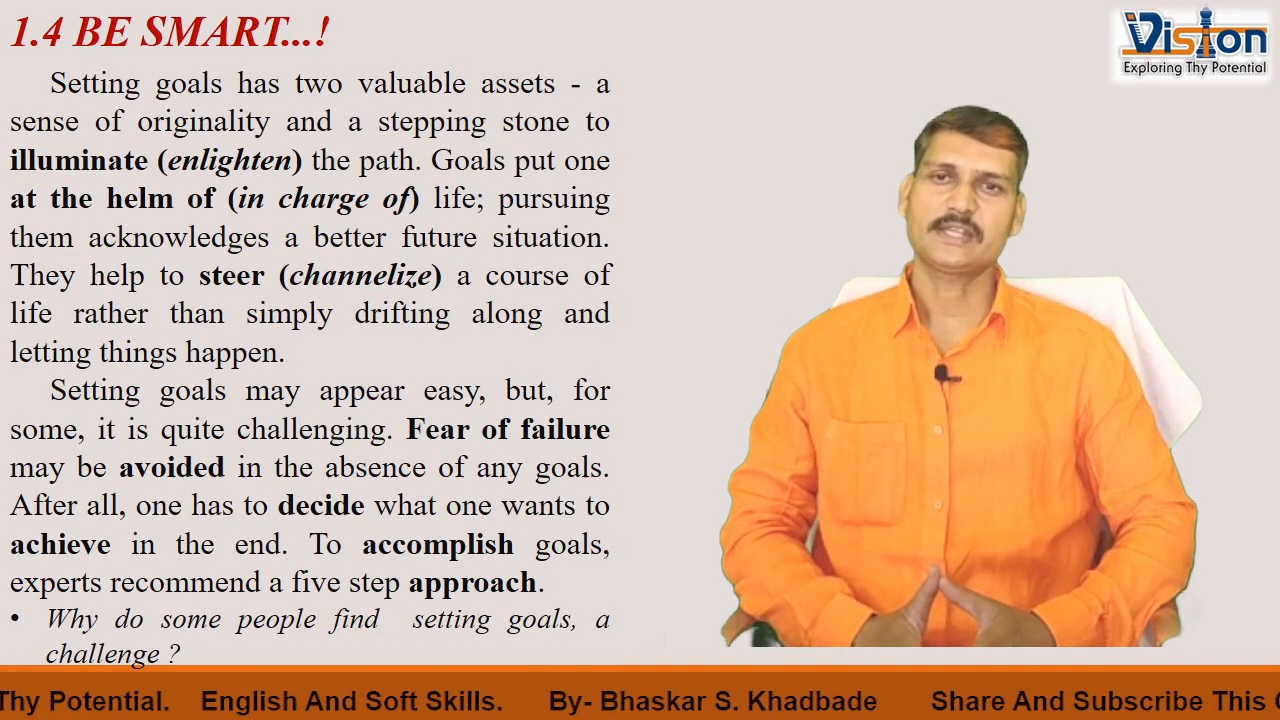 1.4 BE SMART...!
Setting goals has two valuable assets - a
sense of originality and a stepping stone to
illuminate (enlighten) the path. Goals put one
at the helm of (in charge of) life; pursuing
them acknowledges a better future situation.
They help to steer (channelize) a course of
life rather than simply drifting along and
letting things happen.
Setting goals may appear easy, but, for
some, it is quite challenging. Fear of failure
may be avoided in the absence of any goals.
After all, one has to decide what one wants to
achieve in the end. To accomplish goals,
experts recommend a five step approach.
• Why do some people find setting goals, a
challenge ?
Vision
Exploring Thy Potential
Thy Potential. English And Soft Skills. By- Bhaskar S. Khadbade Share And Subscribe This